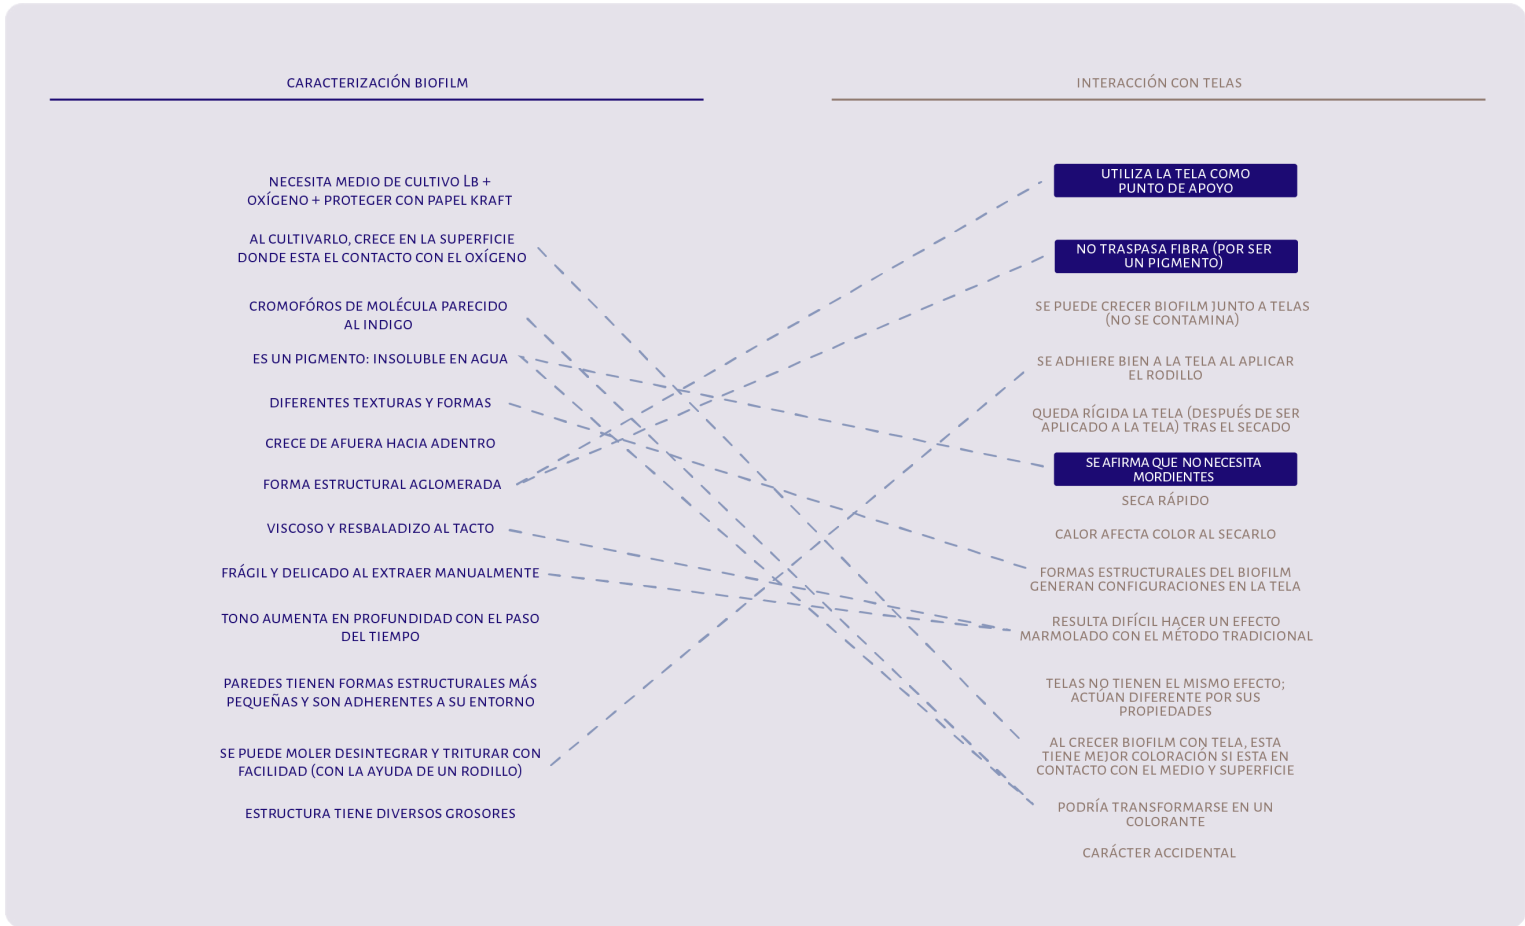 CARACTERIZACIÓN BIOFILM
NECESITA MEDIO DE CULTIVO LB +
OXÍGENO + PROTEGER CON PAPEL KRAFT
AL CULTIVARLO, CRECE EN LA SUPERFICIE
DONDE ESTA EL CONTACTO CON EL OXÍGENO
CROMOFÓROS DE MOLÉCULA PARECIDO
AL INDIGO
ES UN PIGMENTO: INSOLUBLE EN AGUA
DIFERENTES TEXTURAS Y FORMAS
CRECE DE AFUERA HACIA ADENTRO
FORMA ESTRUCTURAL AGLOMERADA
VISCOSO Y RESBALADIZO AL TACTO
FRÁGIL Y DELICADO AL EXTRAER MANUALMENTE
TONO AUMENTA EN PROFUNDIDAD CON EL PASO
DEL TIEMPO
PAREDES TIENEN FORMAS ESTRUCTURALES MÁS
PEQUEÑAS Y SON ADHERENTES A SU ENTORNO
SE PUEDE MOLER DESINTEGRAR Y TRITURAR CON
FACILIDAD (CON LA AYUDA DE UN RODILLO)
ESTRUCTURA TIENE DIVERSOS GROSORES
INTERACCIÓN CON TELAS
UTILIZA LA TELA COMO
PUNTO DE APOYO
NO TRASPASA FIBRA (POR SER
UN PIGMENTO)
SE PUEDE CRECER BIOFILM JUNTO A TELAS
(NO SE CONTAMINA)
SE ADHIERE BIEN A LA TELA AL APLICAR
EL RODILLO
QUEDA RÍGIDA LA TELA (DESPUÉS DE SER
APLICADO A LA TELA) TRAS EL SECADO
SE AFIRMA QUE NO NECESITA
MORDIENTES
SECA RÁPIDO
CALOR AFECTA COLOR AL SECARLO
FORMAS ESTRUCTURALES DEL BIOFILM
GENERAN CONFIGURACIONES EN LA TELA
RESULTA DIFÍCIL HACER UN EFECTO
MARMOLADO CON EL MÉTODO TRADICIONAL
TELAS NO TIENEN EL MISMO EFECTO;
ACTÚAN DIFERENTE POR SUS
PROPIEDADES
AL CRECER BIOFILM CON TELA, ESTA
TIENE MEJOR COLORACIÓN SI ESTA EN
CONTACTO CON EL MEDIO Y SUPERFICIE
PODRÍA TRANSFORMARSE EN UN
COLORANTE
CARÁCTER ACCIDENTAL